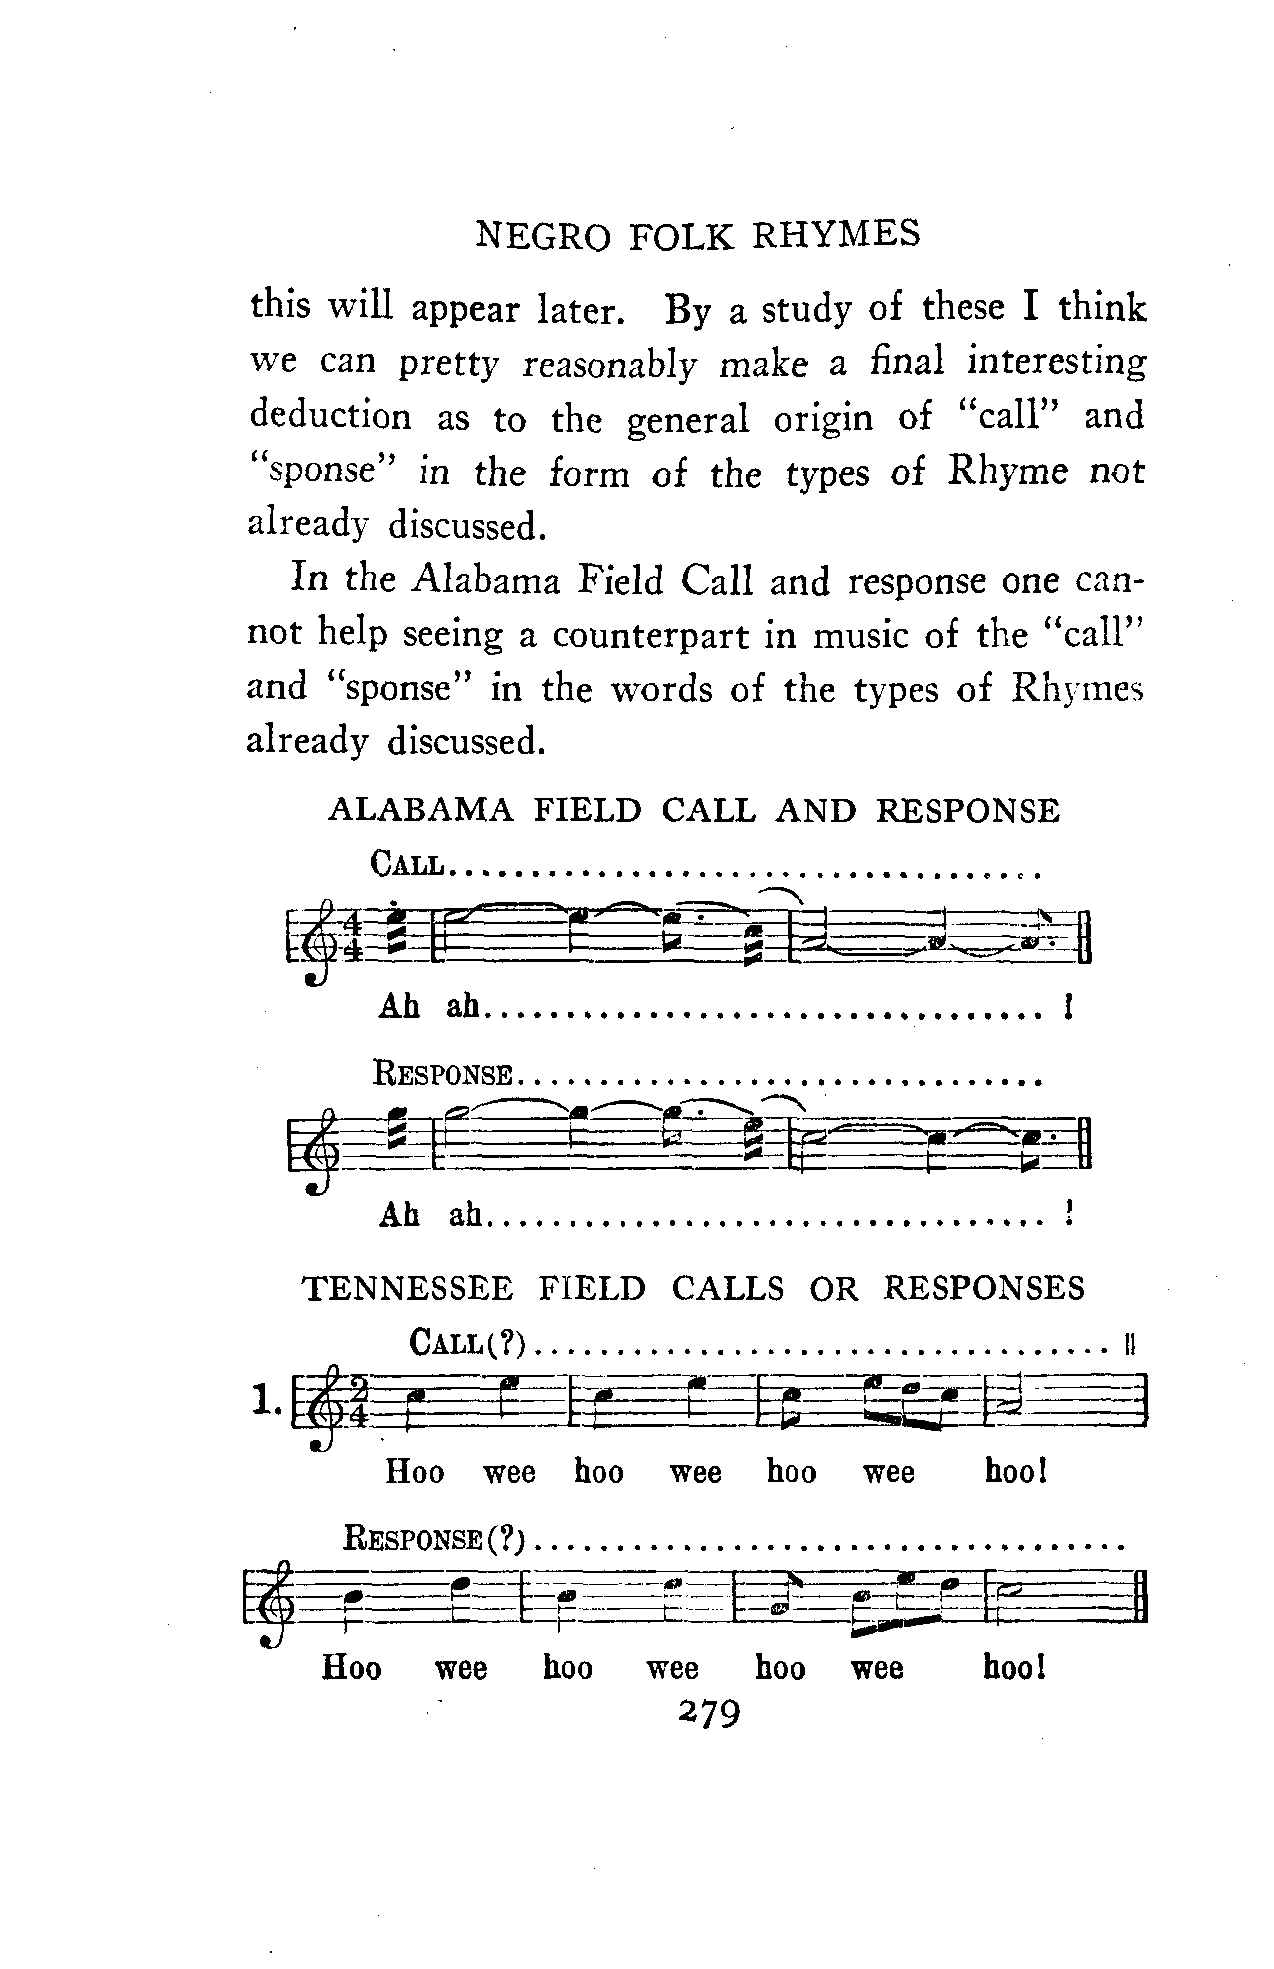 NEGRO FOLK RHYMES
this will appear later. By a study of these I think
we can pretty reasonably make a final interesting
deduction as to the general origin of “call” and
“sponse” in the form of the types of Rhyme not
already discussed.
In the Alabama Field Call and response one can-
not help seeing a counterpart in music of the “call”
and “sponse” in the words of the types of Rhymes
already discussed.
ALABAMA FIELD CALL AND RESPONSE
CALL....................................
4
4
Ah ah.................................. !
RESPONSE................................
Ah ah.................................. !
TENNESSEE FIELD CALLS OR RESPONSES
CALL(?)................................... ||
1. 2
4
Hoo wee hoo wee hoo wee hoo!
RESPONSE(?)....................................
Hoo wee hoo wee hoo wee hoo!
279